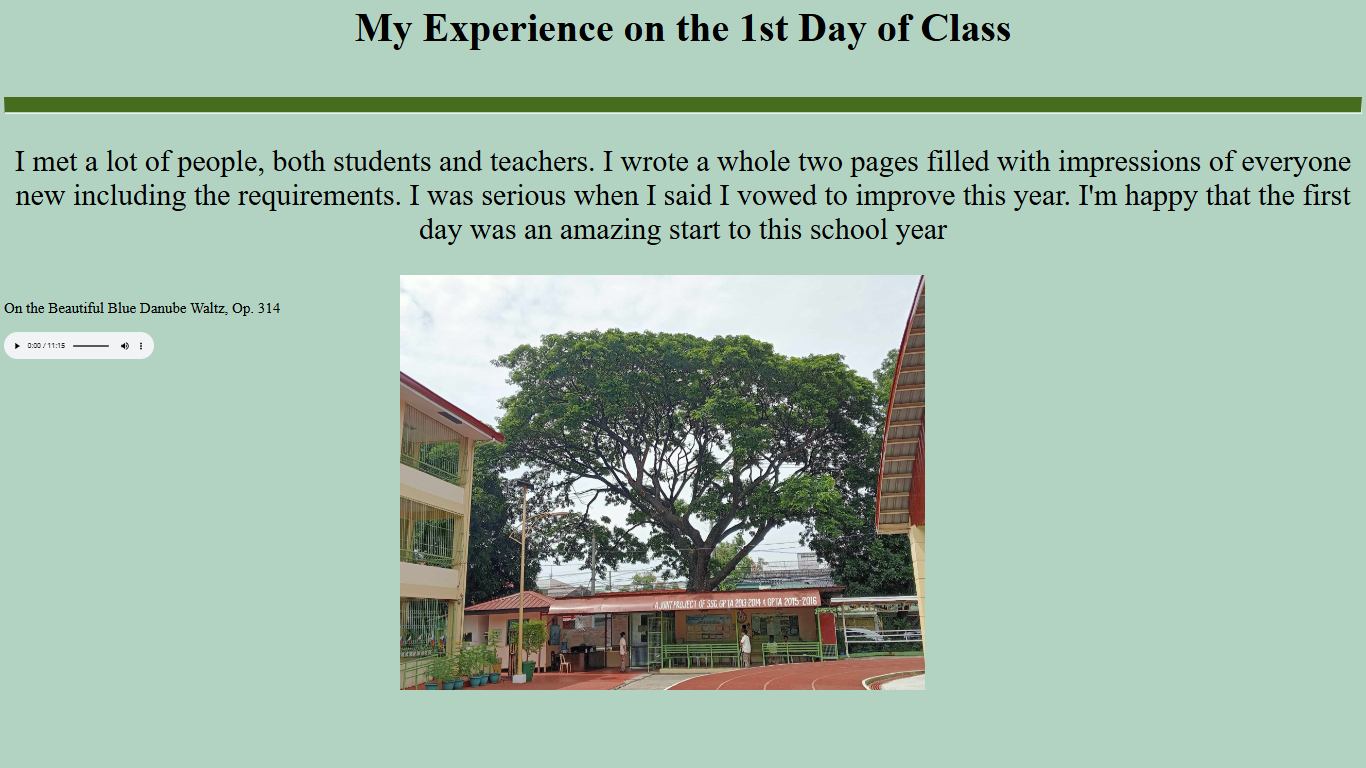 My Experience on the 1st Day of Class
I met a lot of people, both students and teachers. I wrote a whole two pages filled with impressions of everyone
new including the requirements. I was serious when I said I vowed to improve this year. I'm happy that the first
day was an amazing start to this school year
On the Beautiful Blue Danube Waltz, Op. 314
0:00 / 11:15
A JOINT PROJECT OF SSG GPTA 2013-2014 & GPTA 2015-2016